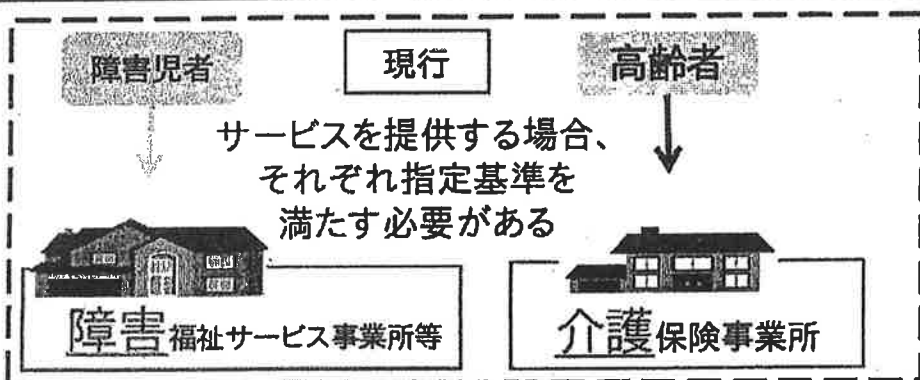 障害児者
現行
高齢者
サービスを提供する場合、
それぞれ指定基準を
満たす必要がある
障害福祉サービス事業所等
介護保険事業所